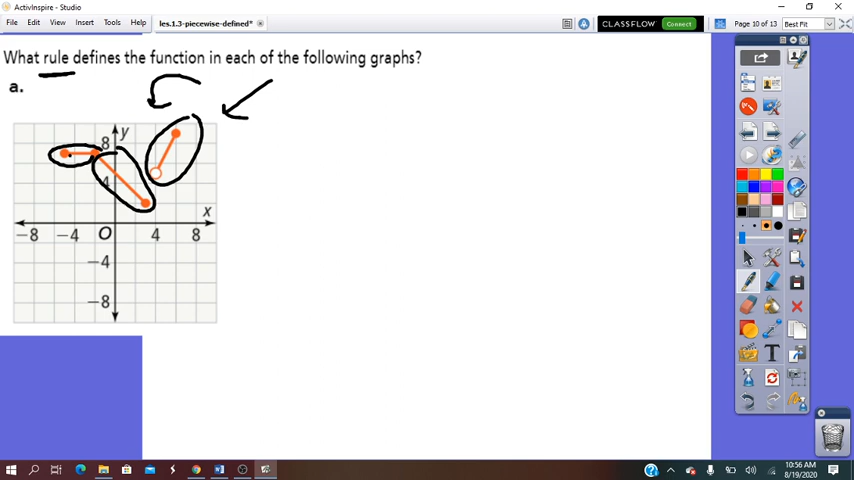 ActivInspire - Studio
File Edit View Insert Tools Help
les.1.3-piecewise-defined*
CLASSFLOW Connect
Page 10 of 13
Best Fit
What rule defines the function in each of the following graphs?
a.
8 y
4
x
−8 −4 O 4 8
−4
−8
T
10:56 AM
8/19/2020